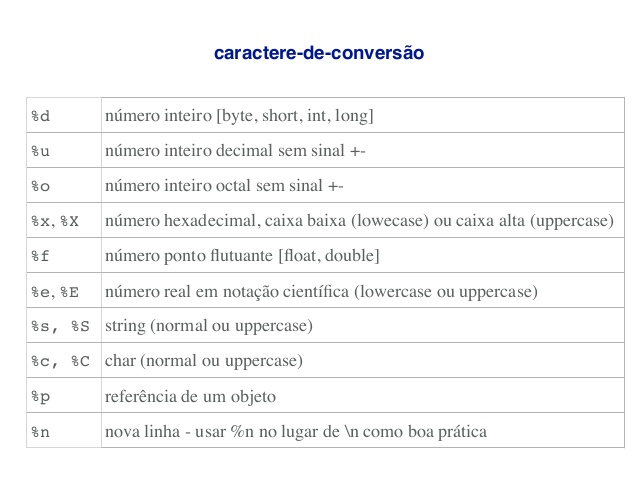 caractere-de-conversão
%d número inteiro [byte, short, int, long]
%u número inteiro decimal sem sinal +-
%o número inteiro octal sem sinal +-
%x, %X número hexadecimal, caixa baixa (lowecase) ou caixa alta (uppercase)
%f número ponto flutuante [float, double]
%e, %E número real em notação científica (lowercase ou uppercase)
%s, %S string (normal ou uppercase)
%c, %C char (normal ou uppercase)
%p referência de um objeto
%n nova linha - usar %n no lugar de \n como boa prática